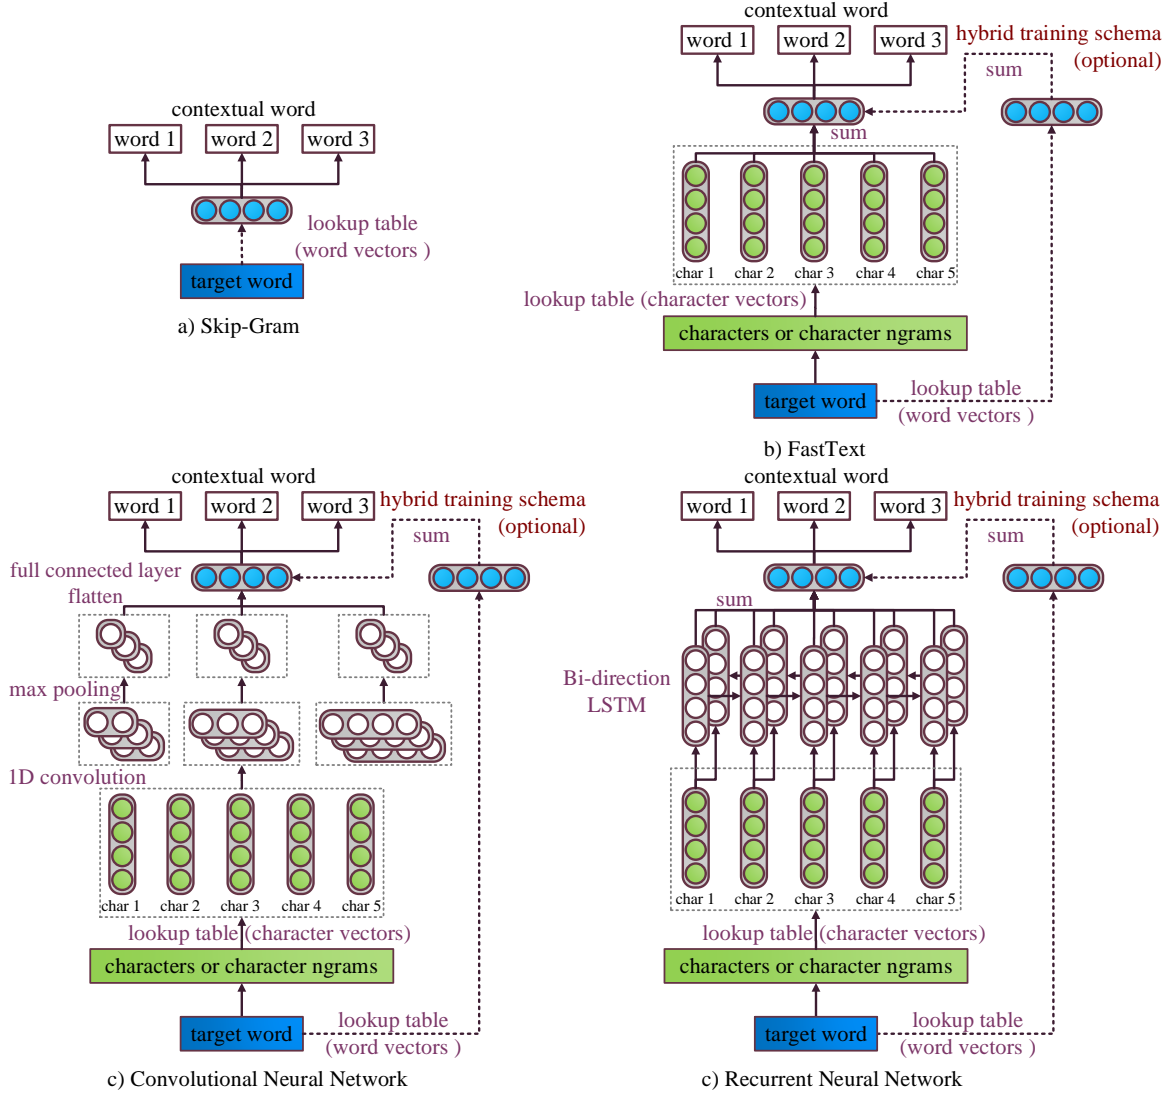 contextual word
word 1 word 2 word 3
lookup table
(word vectors )
target word
a) Skip-Gram
contextual word
word 1 word 2 word 3
hybrid training schema
(optional)
sum
sum
char 1 char 2 char 3 char 4 char 5
lookup table (character vectors)
characters or character ngrams
target word
lookup table
(word vectors )
b) FastText
contextual word
word 1 word 2 word 3
hybrid training schema
(optional)
sum
full connected layer
flatten
max pooling
1D convolution
char 1 char 2 char 3 char 4 char 5
lookup table (character vectors)
characters or character ngrams
target word
lookup table
(word vectors )
c) Convolutional Neural Network
contextual word
word 1 word 2 word 3
hybrid training schema
(optional)
sum
sum
Bi-direction
LSTM
char 1 char 2 char 3 char 4 char 5
lookup table (character vectors)
characters or character ngrams
target word
lookup table
(word vectors )
c) Recurrent Neural Network